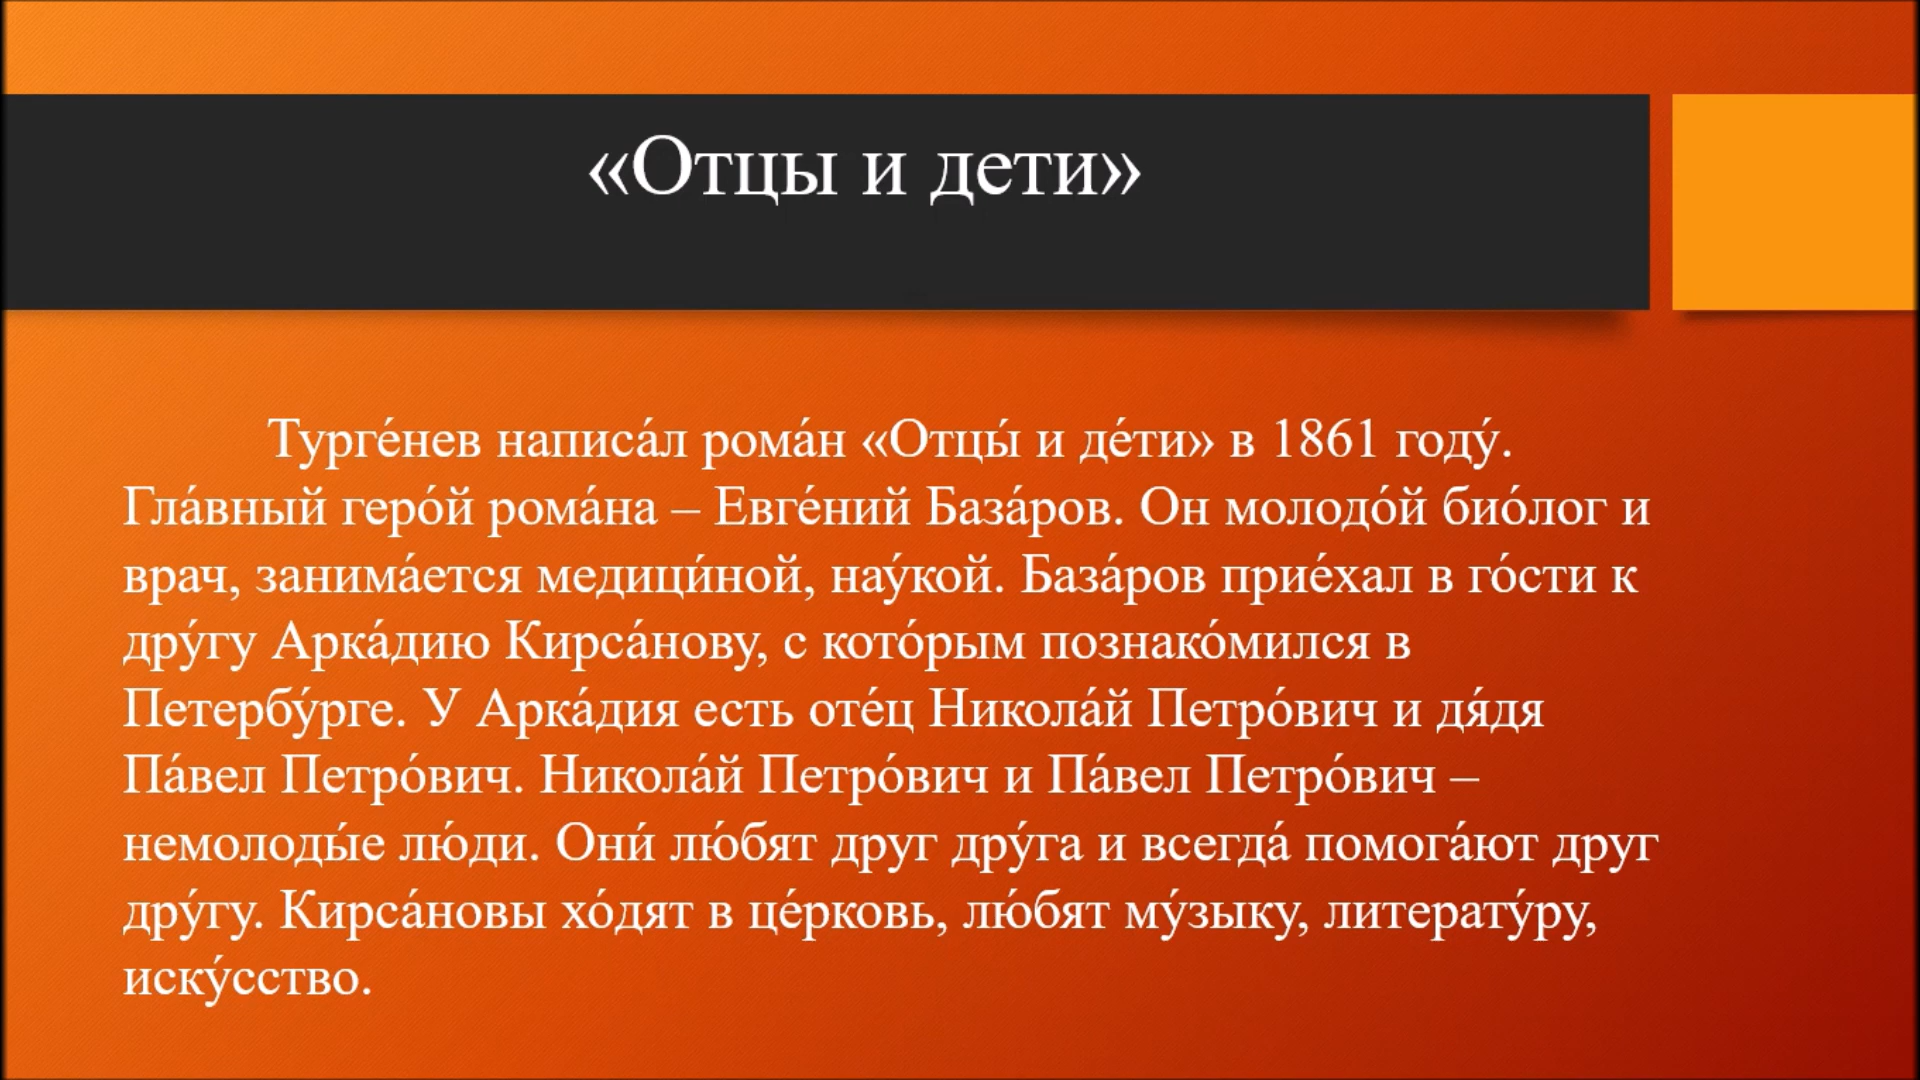 «Отцы и дети»
Турге́нев написа́л рома́н «Отцы́ и де́ти» в 1861 году́.
Гла́вный геро́й рома́на – Евге́ний База́ров. Он молодо́й био́лог и
врач, занима́ется медици́ной, нау́кой. База́ров прие́хал в го́сти к
дру́гу Арка́дию Кирса́нову, с кото́рым познако́мился в
Петербу́рге. У Арка́дия есть оте́ц Никола́й Петро́вич и дя́дя
Па́вел Петро́вич. Никола́й Петро́вич и Па́вел Петро́вич –
немолоды́е лю́ди. Они́ лю́бят друг дру́га и всегда́ помога́ют друг
дру́гу. Кирса́новы хо́дят в це́рковь, лю́бят му́зыку, литерату́ру,
иску́сство.